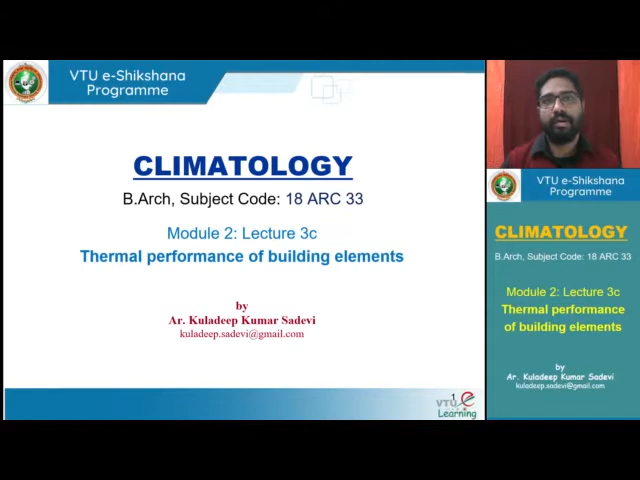 VTU e-Shikshana
Programme
CLIMATOLOGY
B.Arch, Subject Code: 18 ARC 33
Module 2: Lecture 3c
Thermal performance of building elements
by
Ar. Kuladeep Kumar Sadevi
kuladeep.sadevi@gmail.com
1
VTU e
Learning
VTU e-Shikshana
Programme
CLIMATOLOGY
B.Arch, Subject Code: 18 ARC 33
Module 2: Lecture 3c
Thermal performance
of building elements
by
Ar. Kuladeep Kumar Sadevi
kuladeep.sadevi@gmail.com